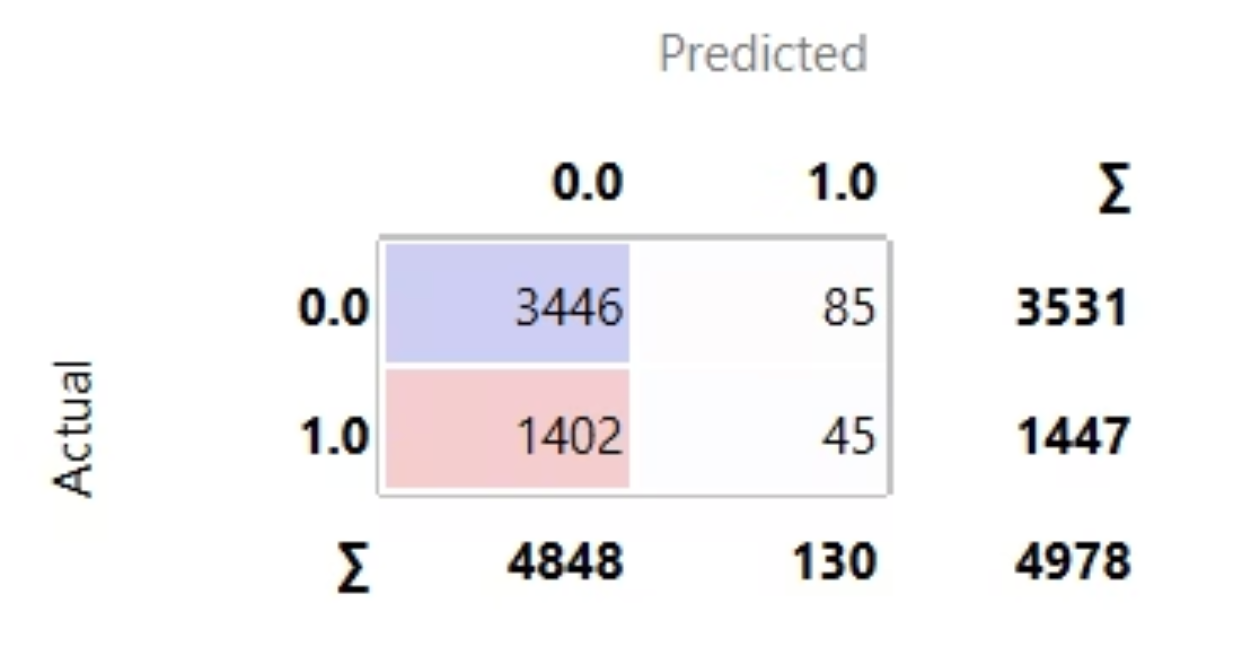 Predicted
0.0 1.0 Σ
0.0 3446 85 3531
Actual
1.0 1402 45 1447
Σ 4848 130 4978